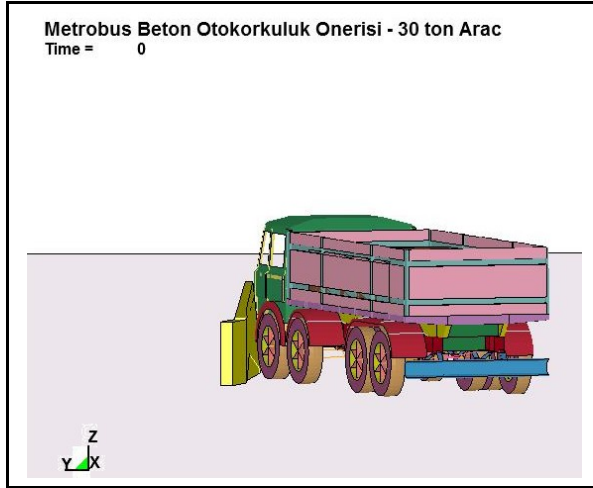 Metrobus Beton Otokorkuluk Onerisi - 30 ton Arac
Time = 0
Z
Y X